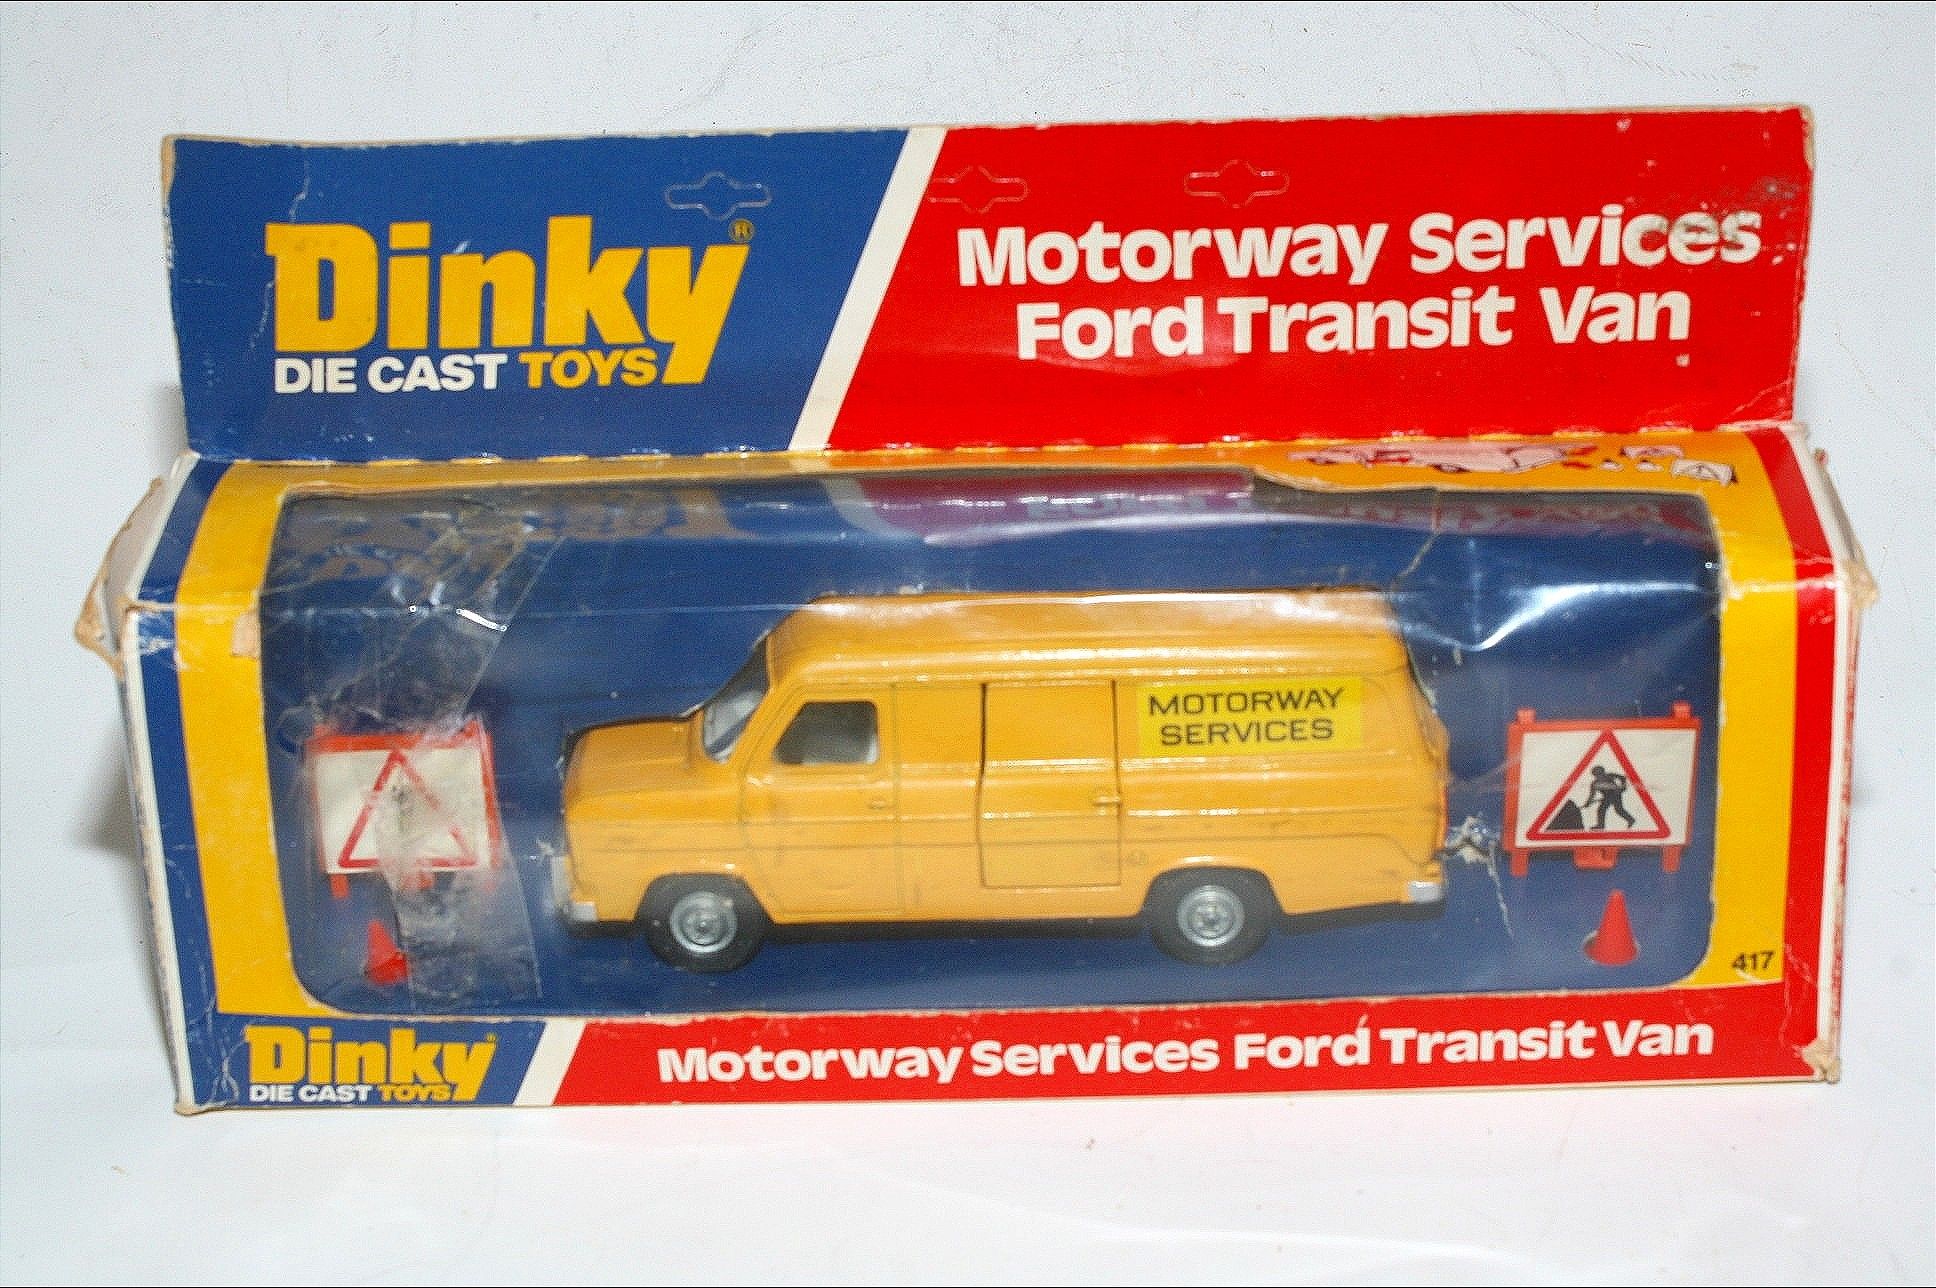 Dinky®
DIE CAST TOYS
Motorway Services
Ford Transit Van
MOTORWAY
SERVICES
417
Dinky
DIE CAST TOYS
Motorway Services Ford Transit Van